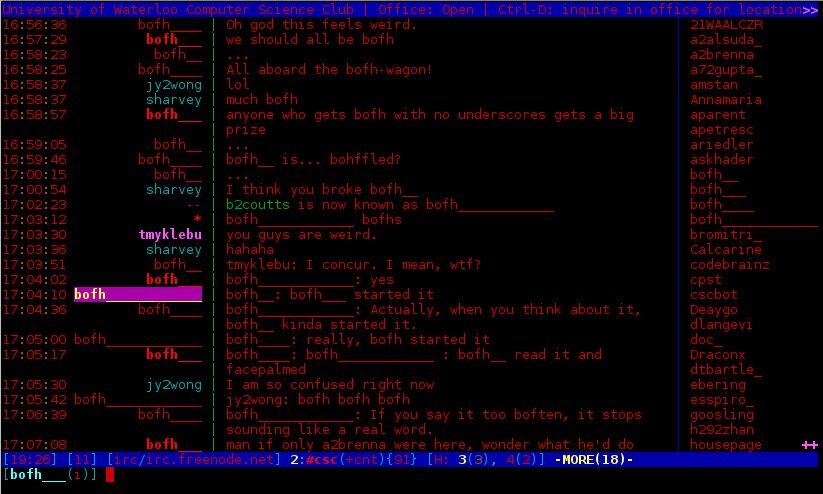 University of Waterloo Computer Science Club | Office: Open | Ctrl-D: inquire in office for location>>
16:56:36 bofh____ | Oh god this feels weird. 21WAALCZR
16:57:29 bofh___ | we should all be bofh a2alsuda_
16:58:23 bofh__ | ... a2brenna
16:58:25 bofh____ | All aboard the bofh-wagon! a72gupta_
16:58:37 jy2wong | lol amstan
16:58:37 sharvey | much bofh Annamaria
16:58:57 bofh___ | anyone who gets bofh with no underscores gets a big aparent
| prize apetresc
16:59:05 bofh__ | ... ariedler
16:59:46 bofh____ | bofh__ is... bohffled? askhader
17:00:15 bofh__ | ... bofh__
17:00:54 sharvey | I think you broke bofh__ bofh___
17:02:23 -- | b2coutts is now known as bofh_____________ bofh____
17:03:12 * | bofh_____________ bofhs bofh_____________
17:03:30 tmyklebu | you guys are weird. bromitri_
17:03:36 sharvey | hahaha Calcarine
17:03:51 bofh__ | tmyklebu: I concur. I mean, wtf? codebrainz
17:04:02 bofh___ | bofh_____________: yes cpst
17:04:10 bofh_____________ | bofh__: bofh___ started it cscbot
17:04:36 bofh____ | bofh_____________: Actually, when you think about it, Deaygo
| bofh__ kinda started it. dlangevi
17:05:00 bofh_____________ | bofh____: really, bofh started it doc_
17:05:17 bofh___ | bofh____: bofh_____________ : bofh__ read it and Draconx
| facepalmed dtbartle_
17:05:30 jy2wong | I am so confused right now ebering
17:05:42 bofh_____________ | jy2wong: bofh bofh bofh esspiro_
17:06:39 bofh____ | bofh_____________: If you say it too boften, it stops goosling
| sounding like a real word. h292zhan
17:07:08 bofh___ | man if only a2brenna were here, wonder what he'd do housepage ++
[19:26] [11] [irc/irc.freenode.net] 2:#csc(+cnt){91} [H: 3(3), 4(2)] -MORE(18)-
[bofh___(i)]